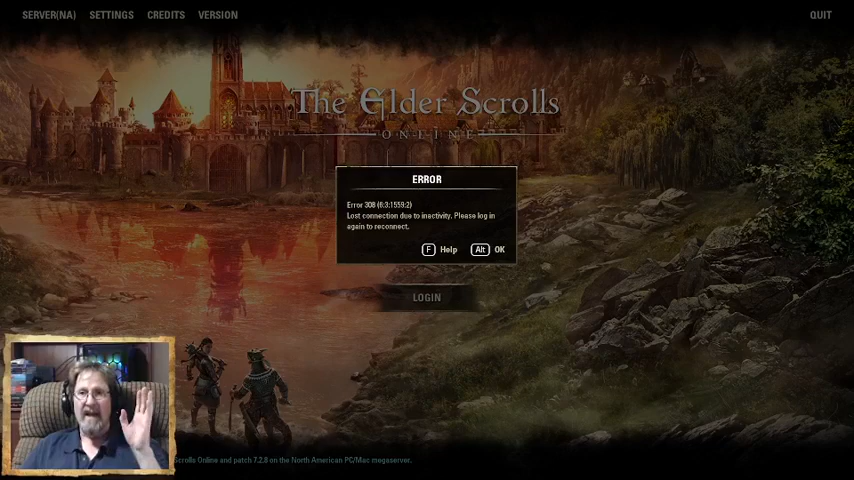 SERVER(NA) SETTINGS CREDITS VERSION QUIT
The Elder Scrolls
ONLINE
ERROR
Error 308 (6:3:1559:2)
Lost connection due to inactivity. Please log in
again to reconnect.
F Help Alt OK
LOGIN
Scrolls Online and patch 7.2.8 on the North American PC/Mac megaserver.